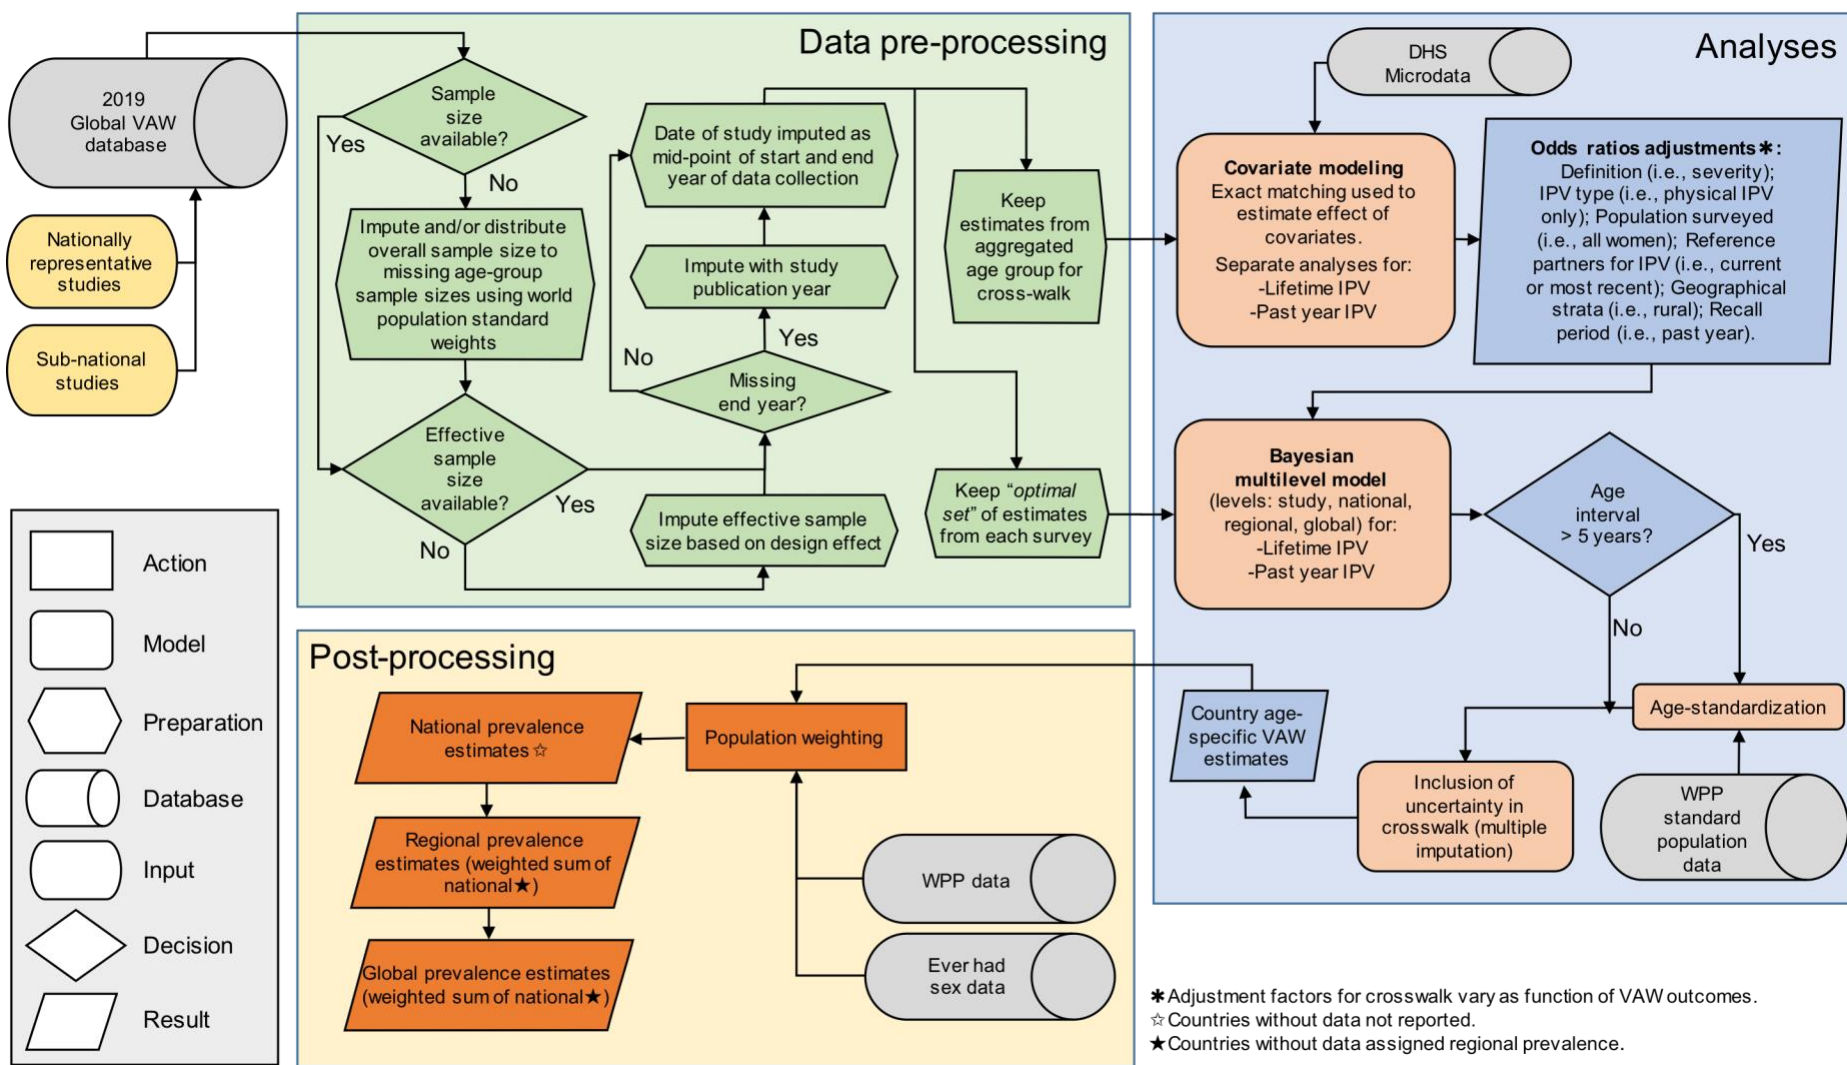 2019
Global VAW
database
Nationally
representative
studies
Sub-national
studies
Action
Model
Preparation
Database
Input
Decision
Result
Data pre-processing
Sample
size
available?
Yes
No
Impute and/or distribute
overall sample size to
missing age-group
sample sizes using world
population standard
weights
Effective
sample
size
available?
Yes
No
Impute effective sample
size based on design effect
Missing
end year?
No
Yes
Impute with study
publication year
Date of study imputed as
mid-point of start and end
year of data collection
Keep
estimates from
aggregated
age group for
cross-walk
Keep “optimal
set” of estimates
from each survey
Analyses
DHS
Microdata
Covariate modeling
Exact matching used to
estimate effect of
covariates.
Separate analyses for:
-Lifetime IPV
-Past year IPV
Odds ratios adjustments✱:
Definition (i.e., severity);
IPV type (i.e., physical IPV
only); Population surveyed
(i.e., all women); Reference
partners for IPV (i.e., current
or most recent); Geographical
strata (i.e., rural); Recall
period (i.e., past year).
Bayesian
multilevel model
(levels: study, national,
regional, global) for:
-Lifetime IPV
-Past year IPV
Age
interval
> 5 years?
Yes
No
Age-standardization
WPP
standard
population
data
Inclusion of
uncertainty in
crosswalk (multiple
imputation)
Country age-
specific VAW
estimates
Post-processing
Population weighting
National prevalence
estimates ☆
Regional prevalence
estimates (weighted sum of
national★)
Global prevalence estimates
(weighted sum of national★)
WPP data
Ever had
sex data
✱Adjustment factors for crosswalk vary as function of VAW outcomes.
☆Countries without data not reported.
★Countries without data assigned regional prevalence.